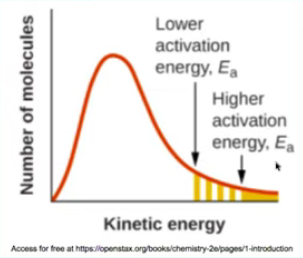 Number of molecules
Lower
activation
energy, Ea
Higher
activation
energy, Ea
Kinetic energy
Access for free at https://openstax.org/books/chemistry-2e/pages/1-introduction